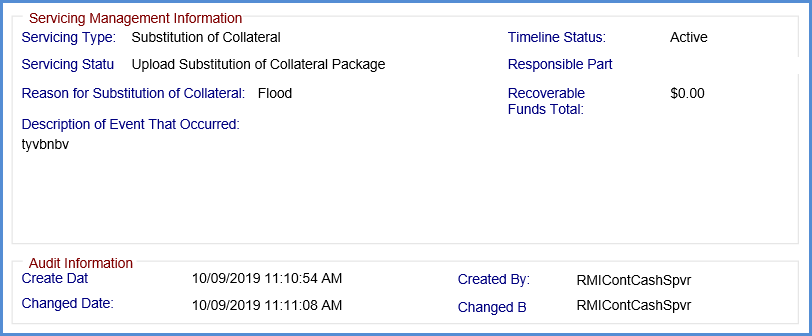 Servicing Management Information
Servicing Type: Substitution of Collateral Timeline Status: Active
Servicing Statu Upload Substitution of Collateral Package Responsible Part
Reason for Substitution of Collateral: Flood Recoverable Funds Total: $0.00
Description of Event That Occurred:
tyvbnbv
Audit Information
Create Dat 10/09/2019 11:10:54 AM Created By: RMIContCashSpvr
Changed Date: 10/09/2019 11:11:08 AM Changed B RMIContCashSpvr